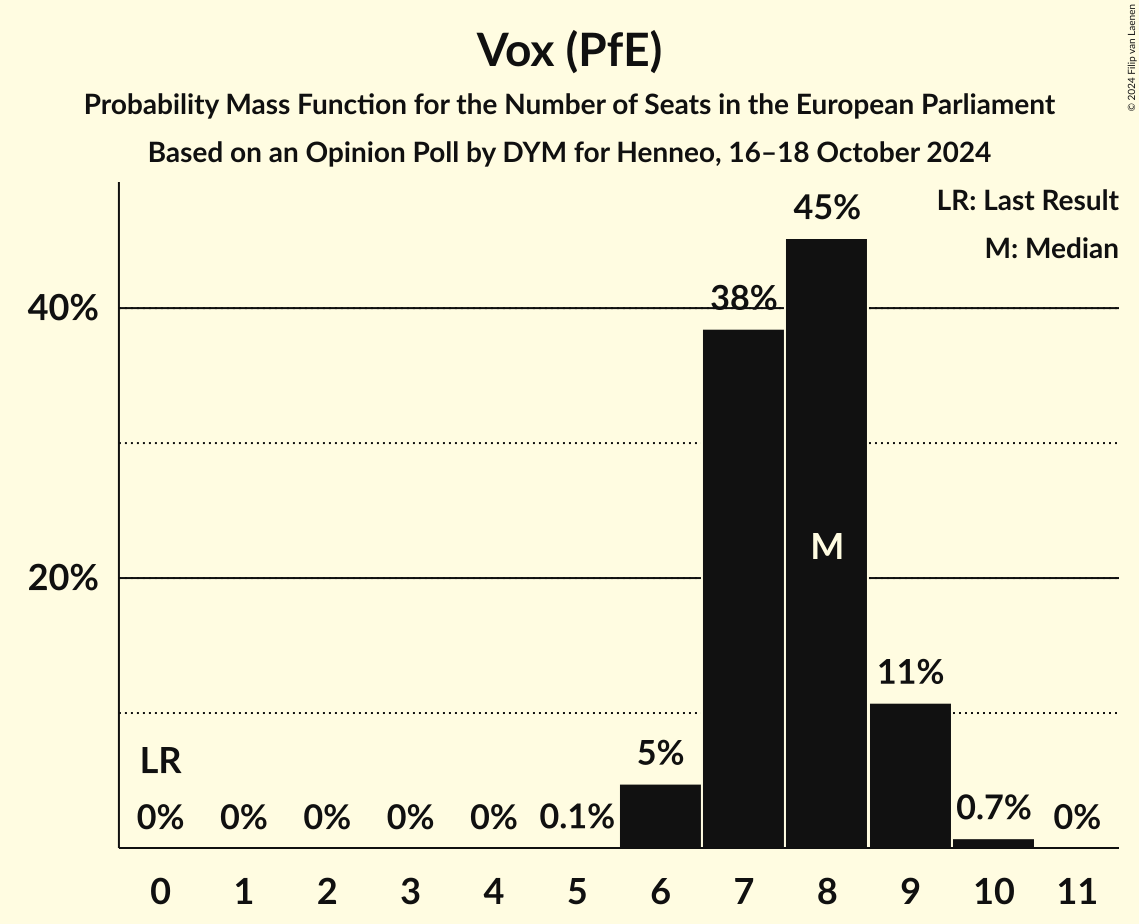 Vox (PfE)
Probability Mass Function for the Number of Seats in the European Parliament
Based on an Opinion Poll by DYM for Henneo, 16–18 October 2024
© 2024 Filip van Laenen
LR: Last Result
M: Median
45%
38%
40%
M
20%
11%
5%
LR
0% 0% 0% 0% 0% 0.1% 0.7% 0%
0 1 2 3 4 5 6 7 8 9 10 11